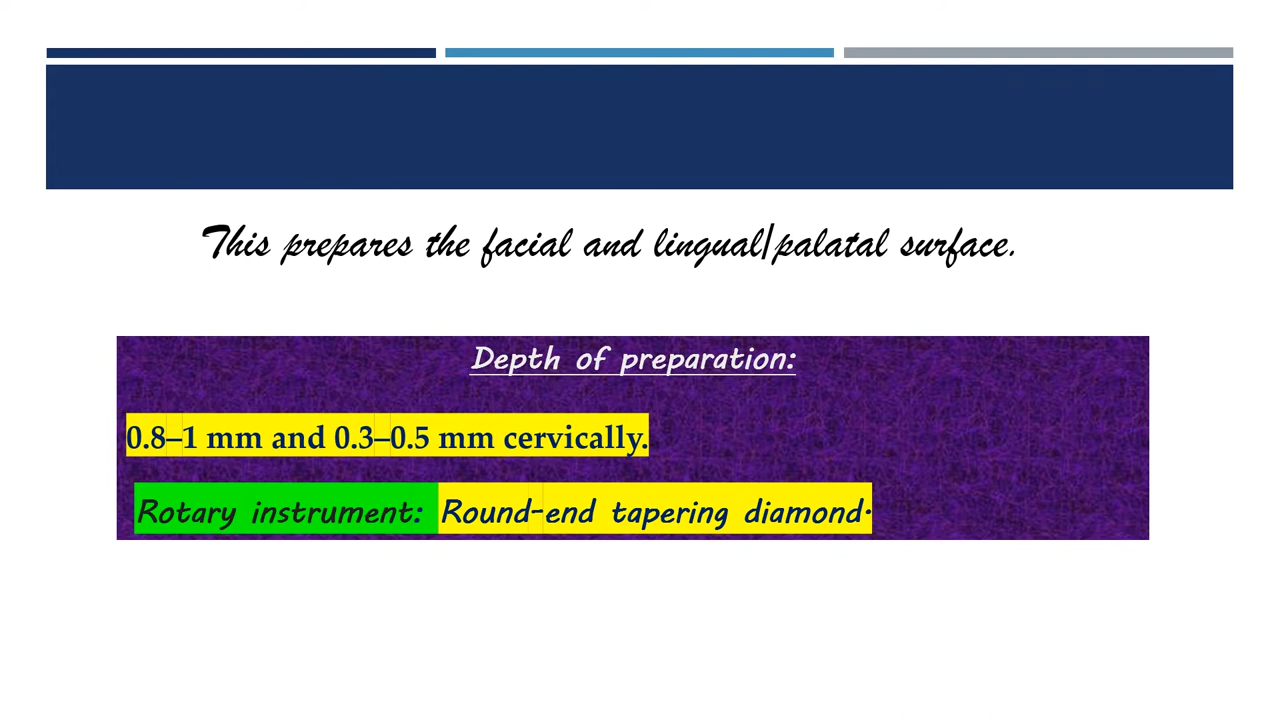 This prepares the facial and lingual/palatal surface.
Depth of preparation:
0.8–1 mm and 0.3–0.5 mm cervically.
Rotary instrument: Round-end tapering diamond.